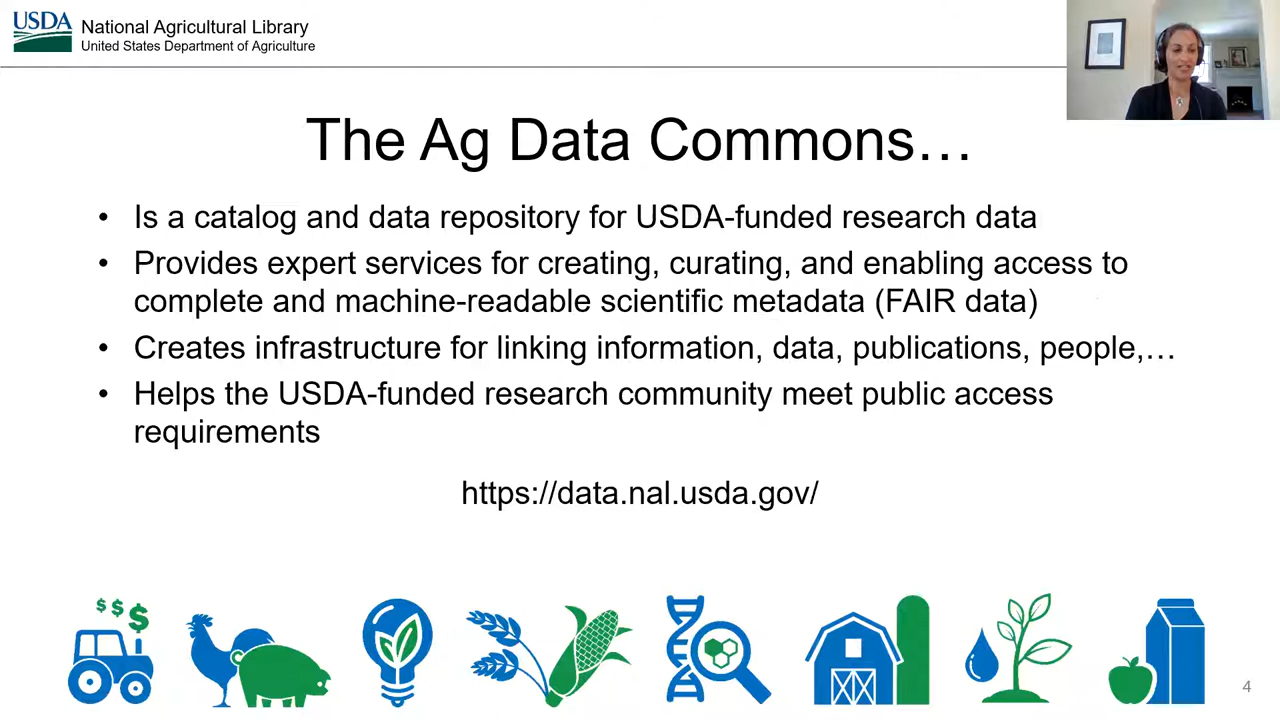 USDA
National Agricultural Library
United States Department of Agriculture
The Ag Data Commons…
• Is a catalog and data repository for USDA-funded research data
• Provides expert services for creating, curating, and enabling access to
complete and machine-readable scientific metadata (FAIR data)
• Creates infrastructure for linking information, data, publications, people,…
• Helps the USDA-funded research community meet public access
requirements
https://data.nal.usda.gov/
$ $ $
4